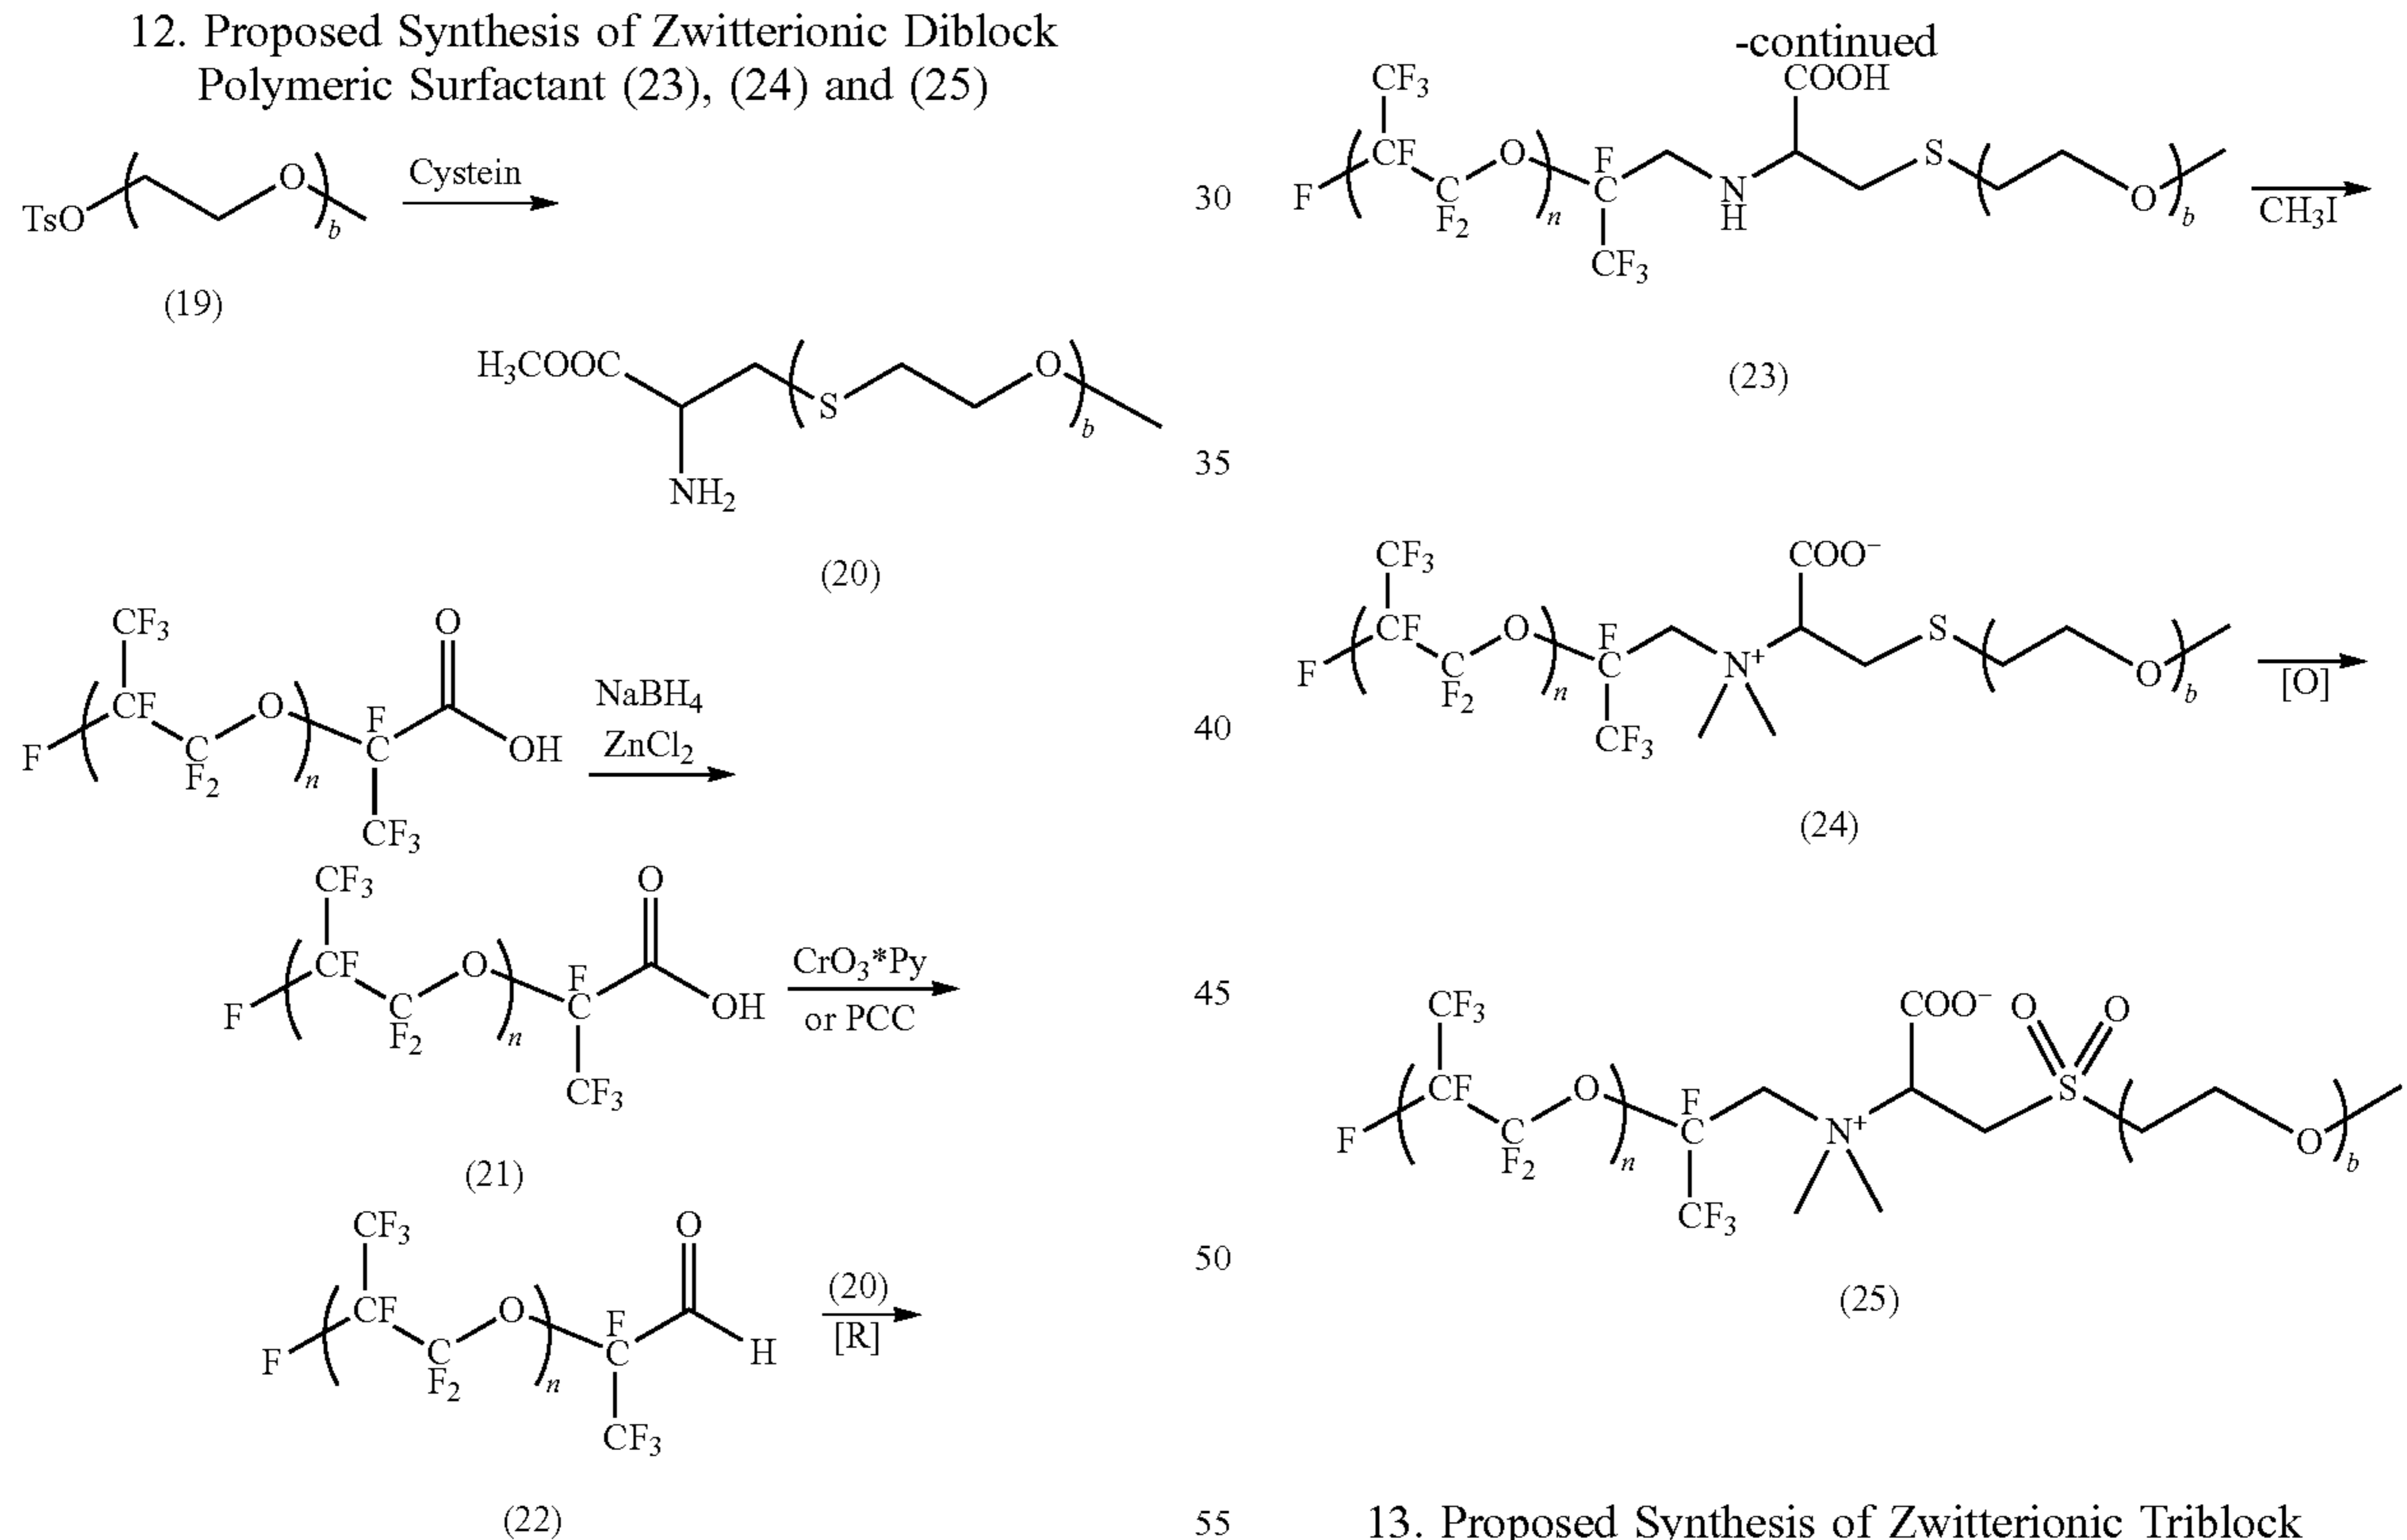 12. Proposed Synthesis of Zwitterionic Diblock
Polymeric Surfactant (23), (24) and (25)
TsO O b
Cystein
(19)
H₃COOC S O b
NH₂
(20)
CF₃ O
F CF C F₂ O n F C OH
CF₃
NaBH₄
ZnCl₂
CF₃ O
F CF C F₂ O n F C OH
CF₃
CrO₃*Py
or PCC
(21)
CF₃ O
F CF C F₂ O n F C H
CF₃
(20)
[R]
(22)
30
35
40
45
50
55
-continued
CF₃ COOH
F CF C F₂ O n F C N H S O b
CF₃
CH₃I
(23)
CF₃ COO⁻
F CF C F₂ O n F C N⁺ S O b
CF₃
[O]
(24)
CF₃ COO⁻ O O
F CF C F₂ O n F C N⁺ S O b
CF₃
(25)
13. Proposed Synthesis of Zwitterionic Triblock